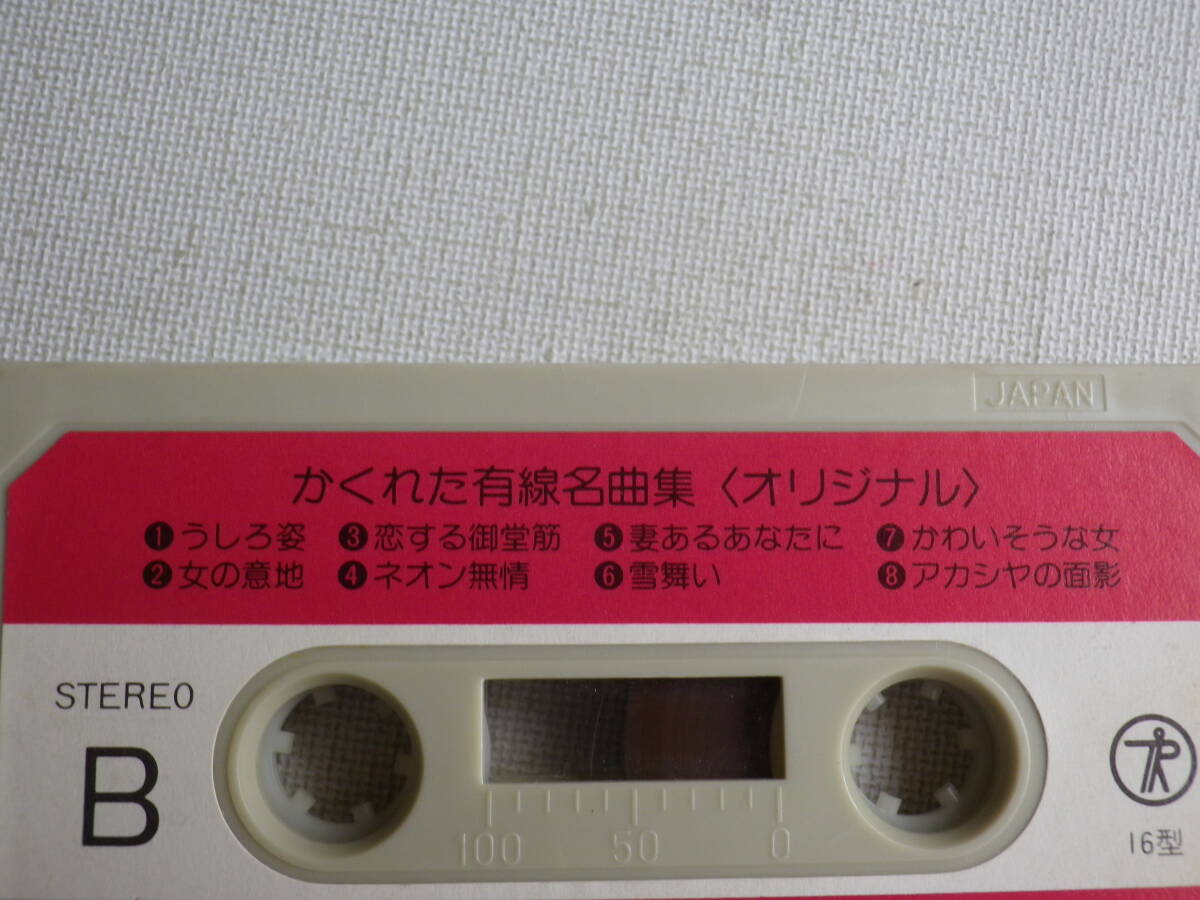 JAPAN
かくれた有線名曲集〈オリジナル〉
❶うしろ姿 ❸恋する御堂筋 ❺妻あるあなたに ❼かわいそうな女
❷女の意地 ❹ネオン無情 ❻雪舞い ❽アカシヤの面影
STEREO
B
100 50 0
16型